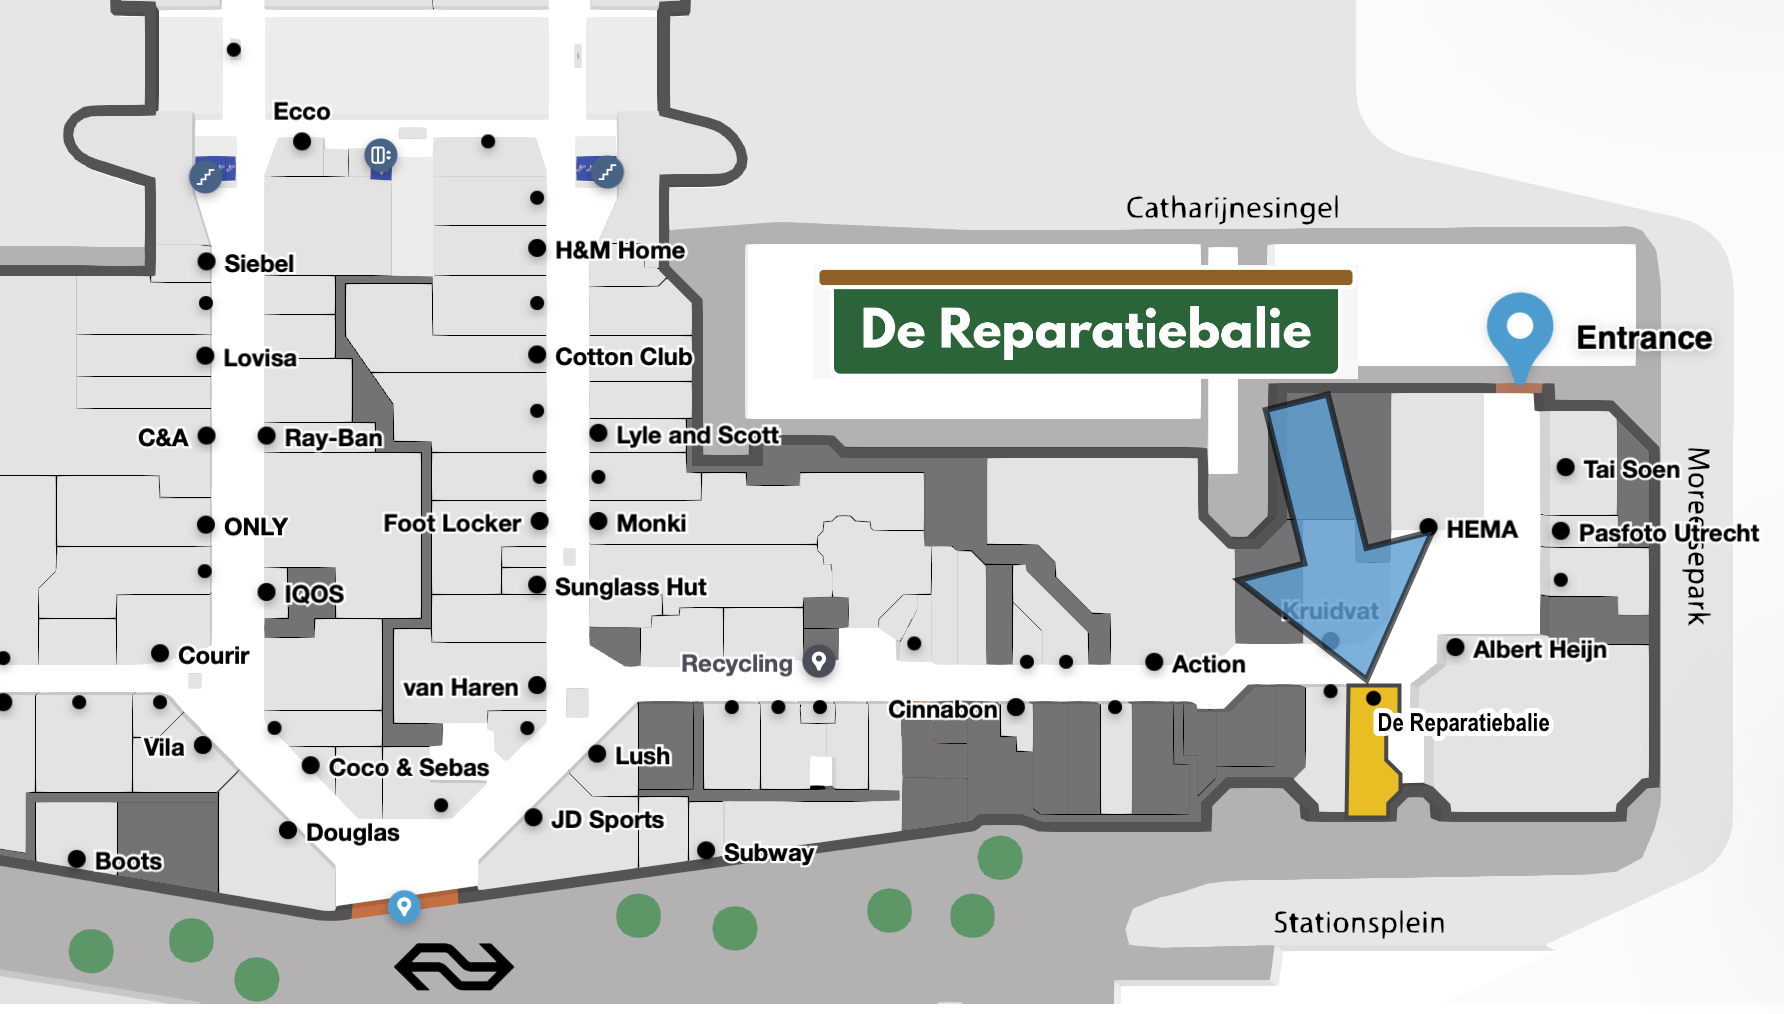 Ecco
Catharijnesingel
Siebel
H&M Home
De Reparatiebalie
Entrance
Lovisa
Cotton Club
C&A
Ray-Ban
Lyle and Scott
Tai Soen
Moreelsepark
ONLY
Foot Locker
Monki
HEMA
Pasfoto Utrecht
IQOS
Sunglass Hut
Kruidvat
Courir
Recycling
Action
Albert Heijn
van Haren
Cinnabon
De Reparatiebalie
Vila
Coco & Sebas
Lush
Douglas
JD Sports
Boots
Subway
Stationsplein